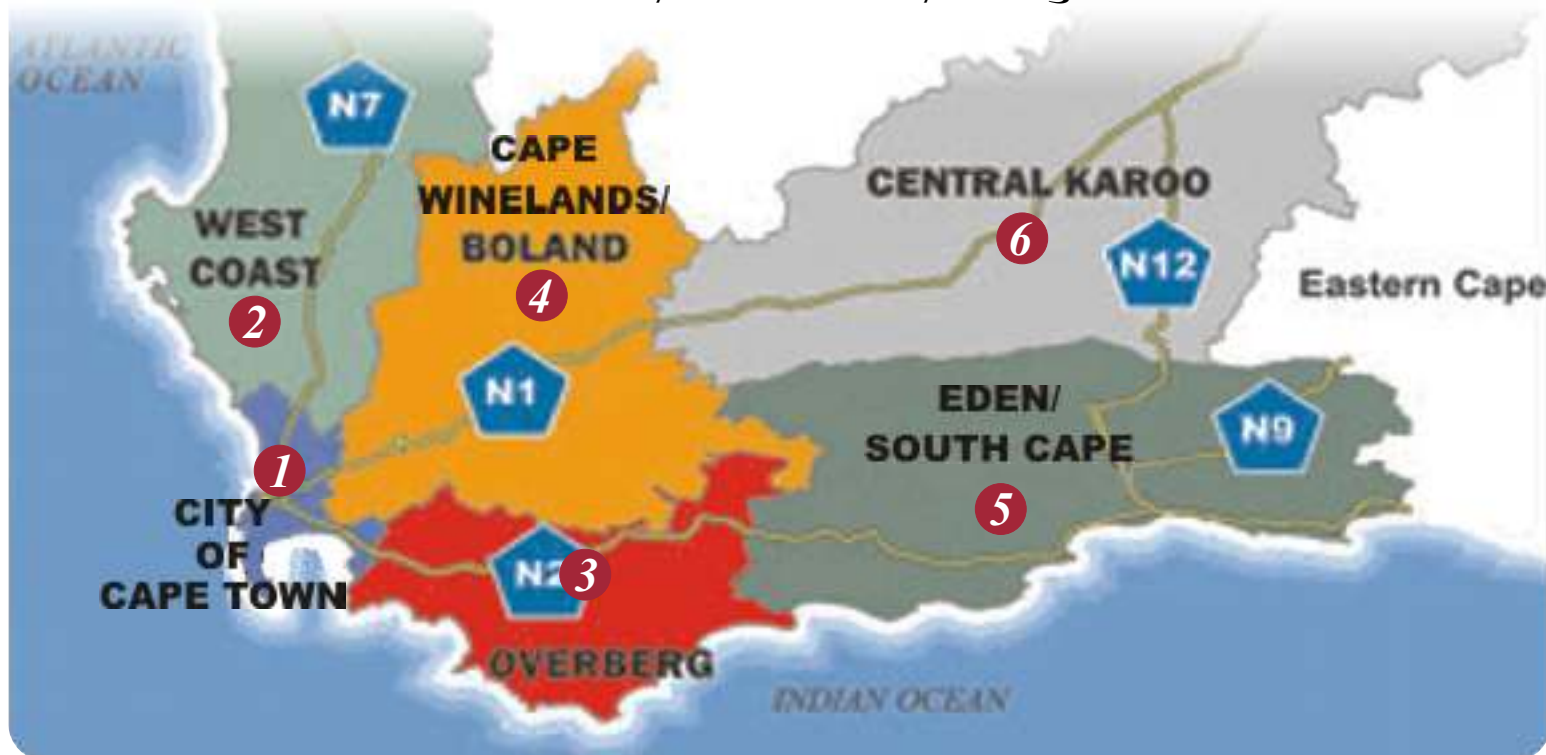 ATLANTIC
OCEAN
N7
CAPE
WINELANDS/
BOLAND
4
WEST
COAST
2
CENTRAL KAROO
6
N12
Eastern Cape
N1
EDEN/
SOUTH CAPE
5
N9
1
CITY
OF
CAPE TOWN
N2
3
OVERBERG
INDIAN OCEAN